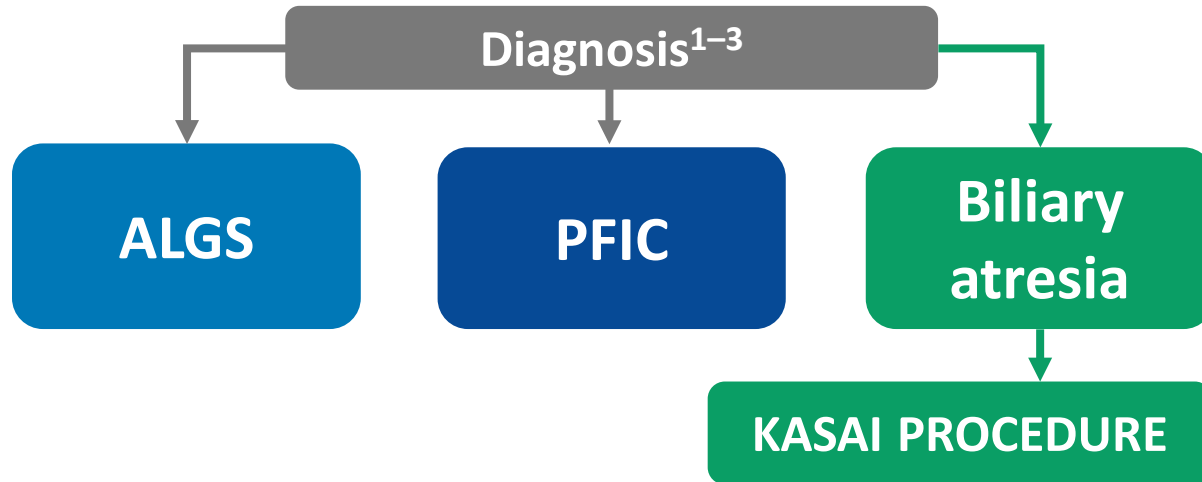 Diagnosis¹⁻³
ALGS
PFIC
Biliary
atresia
KASAI PROCEDURE